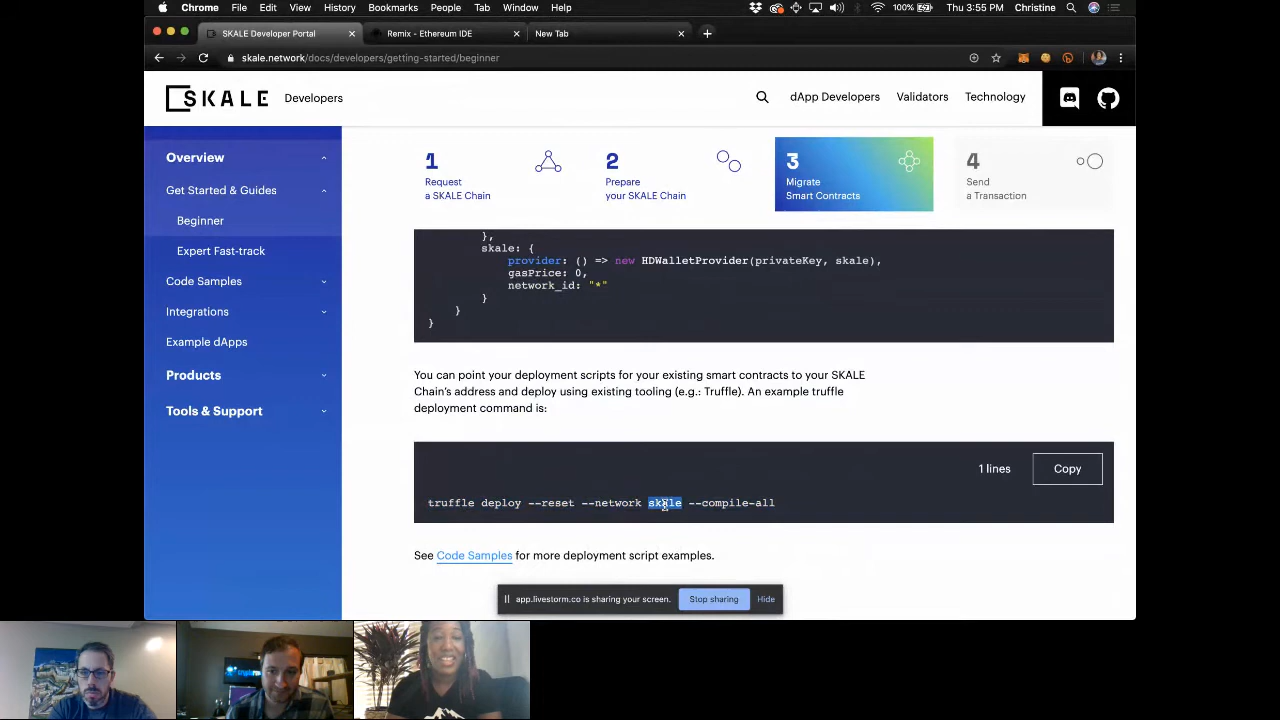 Chrome File Edit View History Bookmarks People Tab Window Help 100% Thu 3:55 PM Christine
SKALE Developer Portal Remix - Ethereum IDE New Tab
skale.network/docs/developers/getting-started/beginner
SKALE Developers dApp Developers Validators Technology
Overview
Get Started & Guides
Beginner
Expert Fast-track
Code Samples
Integrations
Example dApps
Products
Tools & Support
1
Request
a SKALE Chain
2
Prepare
your SKALE Chain
3
Migrate
Smart Contracts
4
Send
a Transaction
},
skale: {
provider: () => new HDWalletProvider(privateKey, skale),
gasPrice: 0,
network_id: "*"
}
}
}
You can point your deployment scripts for your existing smart contracts to your SKALE
Chain's address and deploy using existing tooling (e.g.: Truffle). An example truffle
deployment command is:
1 lines Copy
truffle deploy --reset --network skale --compile-all
See Code Samples for more deployment script examples.
app.livestorm.co is sharing your screen. Stop sharing Hide